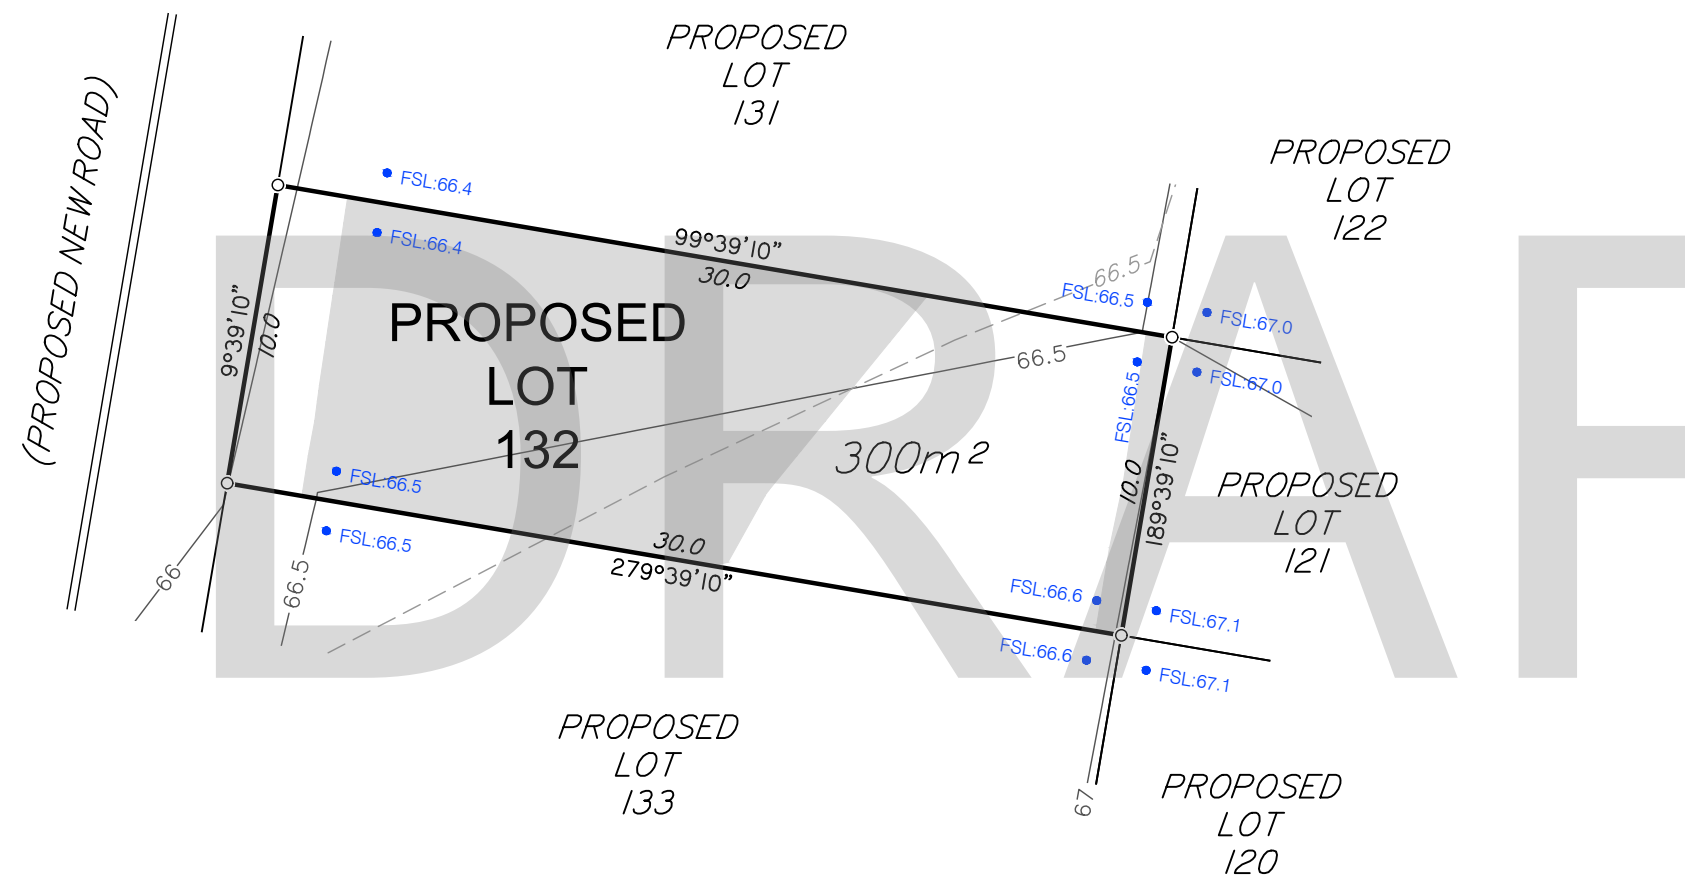 PROPOSED
LOT
131
PROPOSED
LOT
122
(PROPOSED NEW ROAD)
FSL:66.4
FSL:66.4
99°39'10"
30.0
66.5
FSL:66.5
FSL:67.0
9°39'10"
10.0
PROPOSED
LOT
132
66.5
FSL:66.5
FSL:67.0
300m²
10.0
189°39'10"
PROPOSED
LOT
121
FSL:66.5
FSL:66.5
30.0
279°39'10"
66
66.5
FSL:66.6
FSL:67.1
FSL:66.6
FSL:67.1
PROPOSED
LOT
133
67
PROPOSED
LOT
120
DRAF